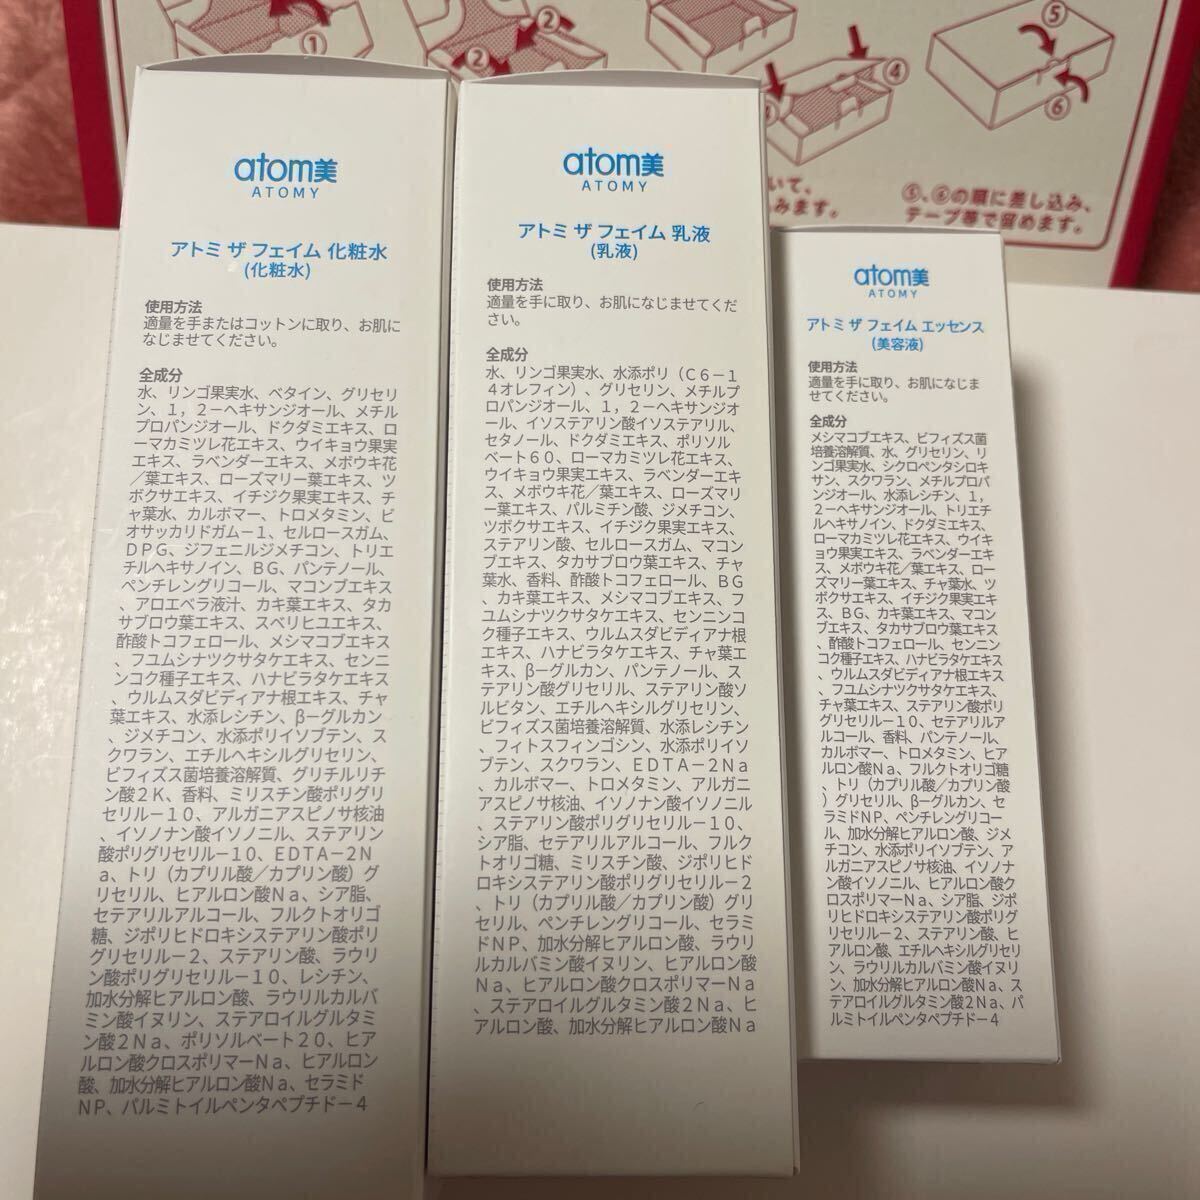 ①
②
②
④
⑤
⑥
いて、
みます。
⑤、⑥の順に差し込み、
テープ等で留めます。
atom美
ATOMY
アトミ ザ フェイム 化粧水
(化粧水)
使用方法
適量を手またはコットンに取り、お肌に
なじませてください。
全成分
水、リンゴ果実水、ベタイン、グリセリ
ン、１，２－ヘキサンジオール、メチル
プロパンジオール、ドクダミエキス、ロ
ーマカミツレ花エキス、ウイキョウ果実
エキス、ラベンダーエキス、メボウキ花
／葉エキス、ローズマリー葉エキス、ツ
ボクサエキス、イチジク果実エキス、チ
ャ葉水、カルボマー、トロメタミン、ビ
オサッカリドガム－１、セルロースガム、
ＤＰＧ、ジフェニルジメチコン、トリエ
チルヘキサノイン、ＢＧ、パンテノール、
ペンチレングリコール、マコンブエキス
、アロエベラ液汁、カキ葉エキス、タカ
サブロウ葉エキス、スベリヒユエキス、
酢酸トコフェロール、メシマコブエキス
、フユムシナツクサタケエキス、センニ
ンコク種子エキス、ハナビラタケエキス
、ウルムスダビディアナ根エキス、チャ
葉エキス、水添レシチン、β－グルカン
、ジメチコン、水添ポリイソブテン、ス
クワラン、エチルヘキシルグリセリン、
ビフィズス菌培養溶解質、グリチルリチ
ン酸２Ｋ、香料、ミリスチン酸ポリグリ
セリル－１０、アルガニアスピノサ核油
、イソノナン酸イソノニル、ステアリン
酸ポリグリセリル－１０、ＥＤＴＡ－２Ｎ
ａ、トリ（カプリル酸／カプリン酸）グ
リセリル、ヒアルロン酸Ｎａ、シア脂、
セテアリルアルコール、フルクトオリゴ
糖、ジポリヒドロキシステアリン酸ポリ
グリセリル－２、ステアリン酸、ラウリ
ン酸ポリグリセリル－１０、レシチン、
加水分解ヒアルロン酸、ラウリルカルバ
ミン酸イヌリン、ステアロイルグルタミ
ン酸２Ｎａ、ポリソルベート２０、ヒア
ルロン酸クロスポリマーＮａ、ヒアルロン
酸、加水分解ヒアルロン酸Ｎａ、セラミド
ＮＰ、パルミトイルペンタペプチド－４
atom美
ATOMY
アトミ ザ フェイム 乳液
(乳液)
使用方法
適量を手に取り、お肌になじませてくだ
さい。
全成分
水、リンゴ果実水、水添ポリ（Ｃ６－１
４オレフィン）、グリセリン、メチルプ
ロパンジオール、１，２－ヘキサンジオ
ール、イソステアリン酸イソステアリル、
セタノール、ドクダミエキス、ポリソル
ベート６０、ローマカミツレ花エキス、
ウイキョウ果実エキス、ラベンダーエキ
ス、メボウキ花／葉エキス、ローズマリ
ー葉エキス、パルミチン酸、ジメチコン、
ツボクサエキス、イチジク果実エキス、
ステアリン酸、セルロースガム、マコン
ブエキス、タカサブロウ葉エキス、チャ
葉水、香料、酢酸トコフェロール、ＢＧ
、カキ葉エキス、メシマコブエキス、フ
ユムシナツクサタケエキス、センニンコ
ク種子エキス、ウルムスダビディアナ根
エキス、ハナビラタケエキス、チャ葉エ
キス、β－グルカン、パンテノール、ス
テアリン酸グリセリル、ステアリン酸ソ
ルビタン、エチルヘキシルグリセリン、
ビフィズス菌培養溶解質、水添レシチン
、フィトスフィンゴシン、水添ポリイソ
ブテン、スクワラン、ＥＤＴＡ－２Ｎａ
、カルボマー、トロメタミン、アルガニ
アスピノサ核油、イソノナン酸イソノニル
、ステアリン酸ポリグリセリル－１０、
シア脂、セテアリルアルコール、フルク
トオリゴ糖、ミリスチン酸、ジポリヒド
ロキシステアリン酸ポリグリセリル－２
、トリ（カプリル酸／カプリン酸）グリ
セリル、ペンチレングリコール、セラミ
ドＮＰ、加水分解ヒアルロン酸、ラウリ
ルカルバミン酸イヌリン、ヒアルロン酸
Ｎａ、ヒアルロン酸クロスポリマーＮａ
、ステアロイルグルタミン酸２Ｎａ、ヒ
アルロン酸、加水分解ヒアルロン酸Ｎａ
atom美
ATOMY
アトミ ザ フェイム エッセンス
(美容液)
使用方法
適量を手に取り、お肌になじま
せてください。
全成分
メシマコブエキス、ビフィズス菌
培養溶解質、水、グリセリン、リ
ンゴ果実水、シクロペンタシロキ
サン、スクワラン、メチルプロパ
ンジオール、水添レシチン、１，
２－ヘキサンジオール、トリエチ
ルヘキサノイン、ドクダミエキス、
ローマカミツレ花エキス、ウイキ
ョウ果実エキス、ラベンダーエキ
ス、メボウキ花／葉エキス、ロー
ズマリー葉エキス、チャ葉水、ツ
ボクサエキス、イチジク果実エキ
ス、ＢＧ、カキ葉エキス、マコン
ブエキス、タカサブロウ葉エキス
、酢酸トコフェロール、センニン
コク種子エキス、ハナビラタケエキス
、ウルムスダビディアナ根エキス
、フユムシナツクサタケエキス、
チャ葉エキス、ステアリン酸ポリ
グリセリル－１０、セテアリルア
ルコール、香料、パンテノール、
カルボマー、トロメタミン、ヒア
ルロン酸Ｎａ、フルクトオリゴ糖
、トリ（カプリル酸／カプリン酸
）グリセリル、β－グルカン、セ
ラミドＮＰ、ペンチレングリコー
ル、加水分解ヒアルロン酸、ジメ
チコン、水添ポリイソブテン、ア
ルガニアスピノサ核油、イソノナ
ン酸イソノニル、ヒアルロン酸ク
ロスポリマーＮａ、シア脂、ジポ
リヒドロキシステアリン酸ポリグ
リセリル－２、ステアリン酸、ヒ
アルロン酸、エチルヘキシルグリセリ
ン、ラウリルカルバミン酸イヌリ
ン、加水分解ヒアルロン酸Ｎａ、ス
テアロイルグルタミン酸２Ｎａ、パ
ルミトイルペンタペプチド－４